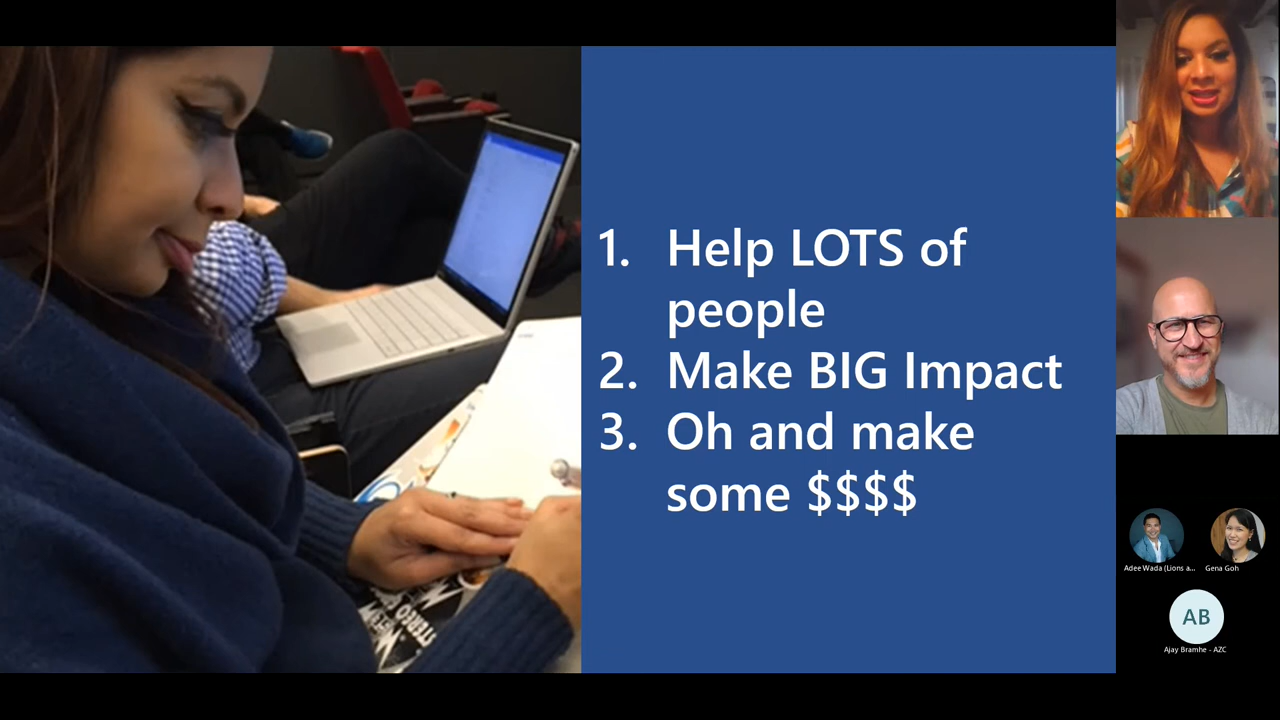 1. Help LOTS of
people
2. Make BIG Impact
3. Oh and make
some $$$$
Adee Wada (Lions a...
Gena Goh
AB
Ajay Bramhe - AZC
STEREO